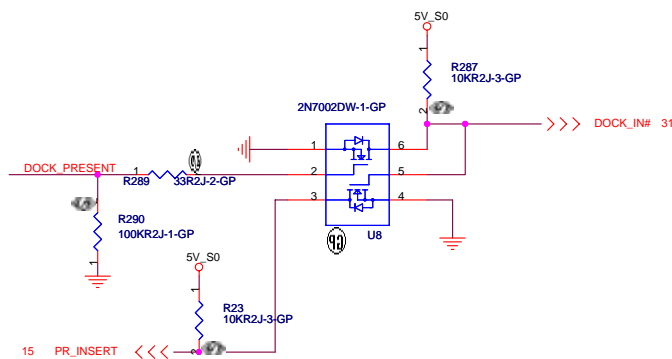 5V_S0
1
R287
10KR2J-3-GP
2
2N7002DW-1-GP
DOCK_IN# 31
1
6
DOCK_PRESENT
1
2
5
R289
33R2J-2-GP
3
4
R290
100KR2J-1-GP
U8
GP
1
5V_S0
1
R23
10KR2J-3-GP
2
15 PR_INSERT